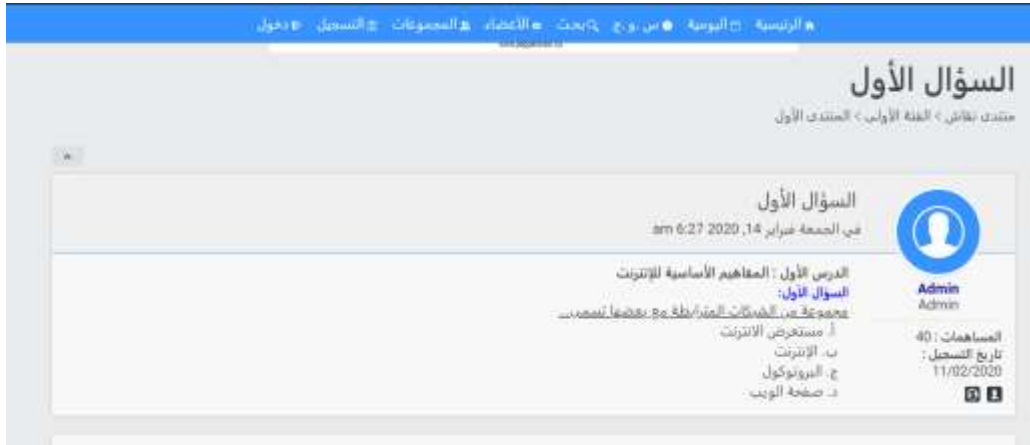 الرئيسية اليومية س .و .ج بحث الأعضاء المجموعات التسجيل دخول
السؤال الأول
منتدى نقاش > الفئة الأولى > المنتدى الأول
السؤال الأول
في الجمعة فبراير 14, 2020 6:27 am
الدرس الأول : المفاهيم الأساسية للإنترنت
السؤال الأول:
مجموعة من الشبكات المترابطة مع بعضها تسمى...
أ. مستعرض الانترنت
ب. الإنترنت
ج. البروتوكول
د. صفحة الويب
Admin
Admin
المساهمات : 40
تاريخ التسجيل :
11/02/2020